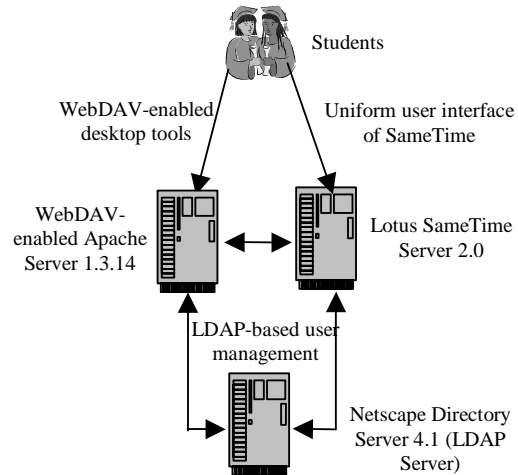 Students
WebDAV-enabled
desktop tools
Uniform user interface
of SameTime
WebDAV-
enabled Apache
Server 1.3.14
Lotus SameTime
Server 2.0
LDAP-based user
management
Netscape Directory
Server 4.1 (LDAP
Server)